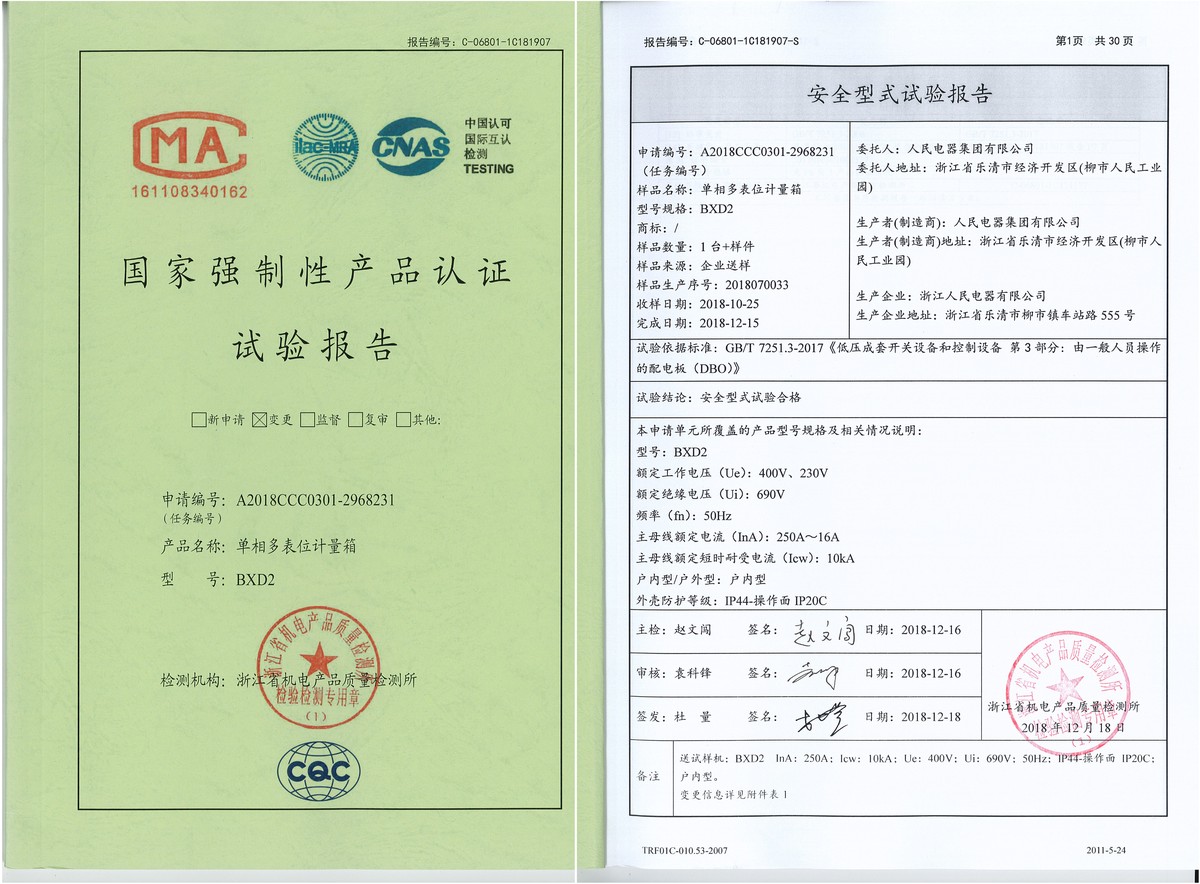 报告编号：C-06801-1C181907
MA
161108340162
ilac-MRA
CNAS
中国认可
国际互认
检测
TESTING
国家强制性产品认证
试验报告
□新申请 ☒变更 □监督 □复审 □其他:
申请编号： A2018CCC0301-2968231
（任务编号）
产品名称： 单相多表位计量箱
型 号： BXD2
检测机构： 浙江省机电产品质量检测所
浙江省机电产品质量检测所
检验检测专用章
（1）
CQC
报告编号：C-06801-1C181907-S
第1页 共 30 页
安全型式试验报告
申请编号：A2018CCC0301-2968231
（任务编号）
样品名称：单相多表位计量箱
型号规格：BXD2
商标：/
样品数量：1 台+样件
样品来源：企业送样
样品生产序号：2018070033
收样日期：2018-10-25
完成日期：2018-12-15
委托人：人民电器集团有限公司
委托人地址：浙江省乐清市经济开发区(柳市人民工业
园)
生产者(制造商)：人民电器集团有限公司
生产者(制造商)地址：浙江省乐清市经济开发区(柳市人
民工业园)
生产企业：浙江人民电器有限公司
生产企业地址：浙江省乐清市柳市镇车站路 555 号
试验依据标准：GB/T 7251.3-2017《低压成套开关设备和控制设备 第 3 部分：由一般人员操作
的配电板（DBO)》
试验结论：安全型式试验合格
本申请单元所覆盖的产品型号规格及相关情况说明：
型号：BXD2
额定工作电压（Ue）：400V、230V
额定绝缘电压（Ui）：690V
频率（fn）：50Hz
主母线额定电流（InA）：250A～16A
主母线额定短时耐受电流（Icw）：10kA
户内型/户外型：户内型
外壳防护等级：IP44-操作面 IP20C
主检：赵文闯 签名：赵文闯 日期：2018-12-16
审核：袁科锋 签名： 日期：2018-12-16
签发：杜 量 签名： 日期：2018-12-18
浙江省机电产品质量检测所
2018 年 12 月 18 日
浙江省机电产品质量检测所
检验检测专用章
（1）
备注
送试样机：BXD2 InA：250A；Icw：10kA；Ue：400V；Ui：690V；50Hz；IP44-操作面 IP20C；
户内型。
变更信息详见附件表 1
TRF01C-010.53-2007
2011-5-24